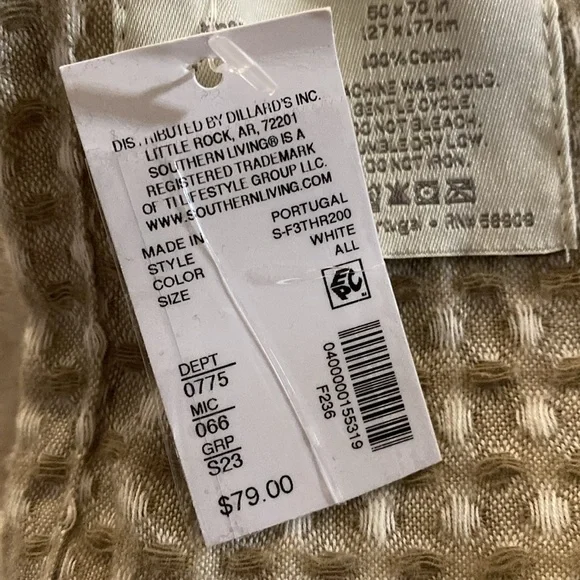 DISTRIBUTED BY DILLARD'S INC.
LITTLE ROCK, AR, 72201
SOUTHERN LIVING® IS A
REGISTERED TRADEMARK
OF TI LIFESTYLE GROUP LLC.
WWW.SOUTHERNLIVING.COM
MADE IN PORTUGAL
STYLE S-F3THR200
COLOR WHITE
SIZE ALL
EPC
DEPT
0775
MIC
066
GRP
S23
$79.00
0400000155319
F236
50 x 70 in
127 x 177cm
100% Cotton
MACHINE WASH COLD.
GENTLE CYCLE.
DO NOT BLEACH.
TUMBLE DRY LOW.
DO NOT IRON.